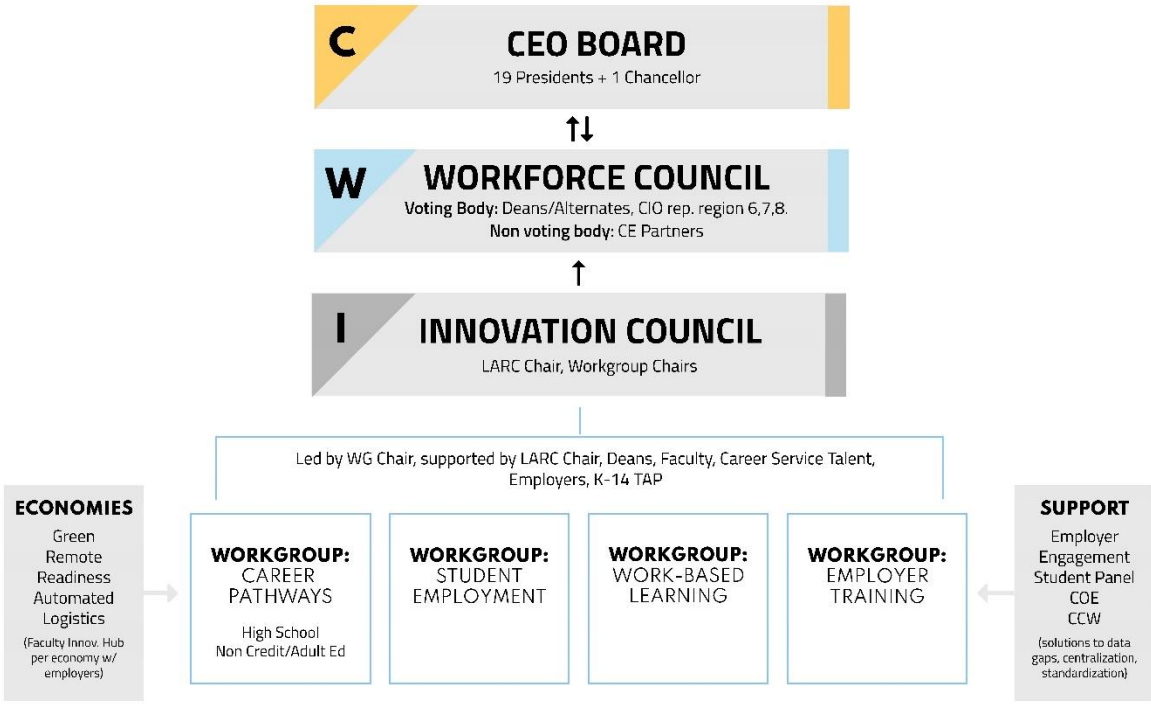 C
CEO BOARD
19 Presidents + 1 Chancellor
W
WORKFORCE COUNCIL
Voting Body: Deans/Alternates, CIO rep. region 6,7,8.
Non voting body: CE Partners
I
INNOVATION COUNCIL
LARC Chair, Workgroup Chairs
Led by WG Chair, supported by LARC Chair, Deans, Faculty, Career Service Talent,
Employers, K-14 TAP
ECONOMIES
Green
Remote
Readiness
Automated
Logistics
(Faculty Innov. Hub
per economy w/
employers)
WORKGROUP:
CAREER
PATHWAYS
High School
Non Credit/Adult Ed
WORKGROUP:
STUDENT
EMPLOYMENT
WORKGROUP:
WORK-BASED
LEARNING
WORKGROUP:
EMPLOYER
TRAINING
SUPPORT
Employer
Engagement
Student Panel
COE
CCW
(solutions to data
gaps, centralization,
standardization)